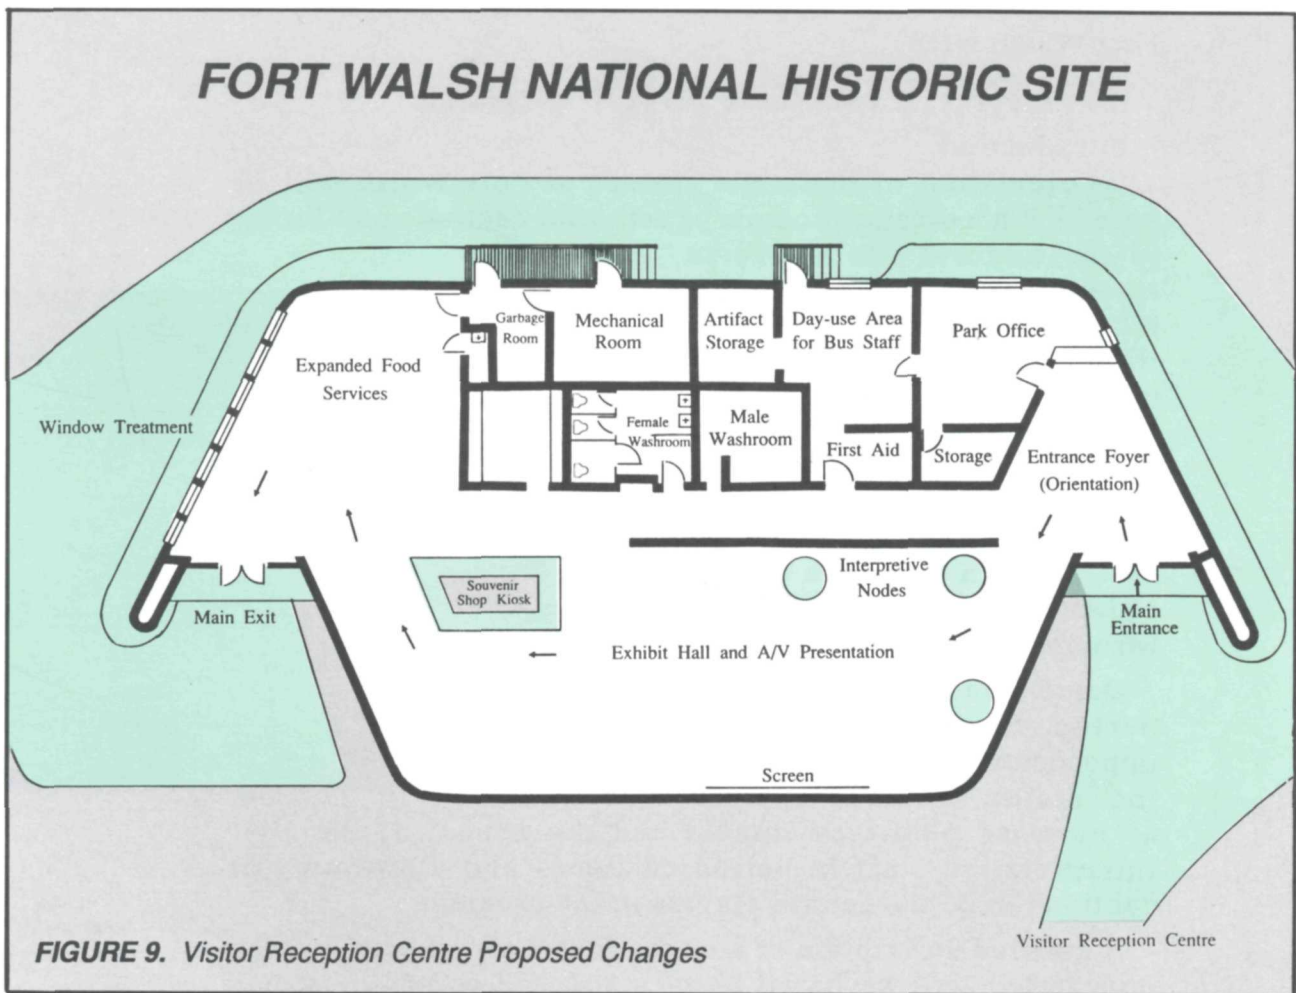 FORT WALSH NATIONAL HISTORIC SITE
Garbage
Room
Mechanical
Room
Artifact
Storage
Day-use Area
for Bus Staff
Park Office
Expanded Food
Services
Window Treatment
Female
Washroom
Male
Washroom
First Aid
Storage
Entrance Foyer
(Orientation)
Interpretive
Nodes
Souvenir
Shop Kiosk
Main Exit
Main
Entrance
Exhibit Hall and A/V Presentation
Screen
Visitor Reception Centre
FIGURE 9. Visitor Reception Centre Proposed Changes